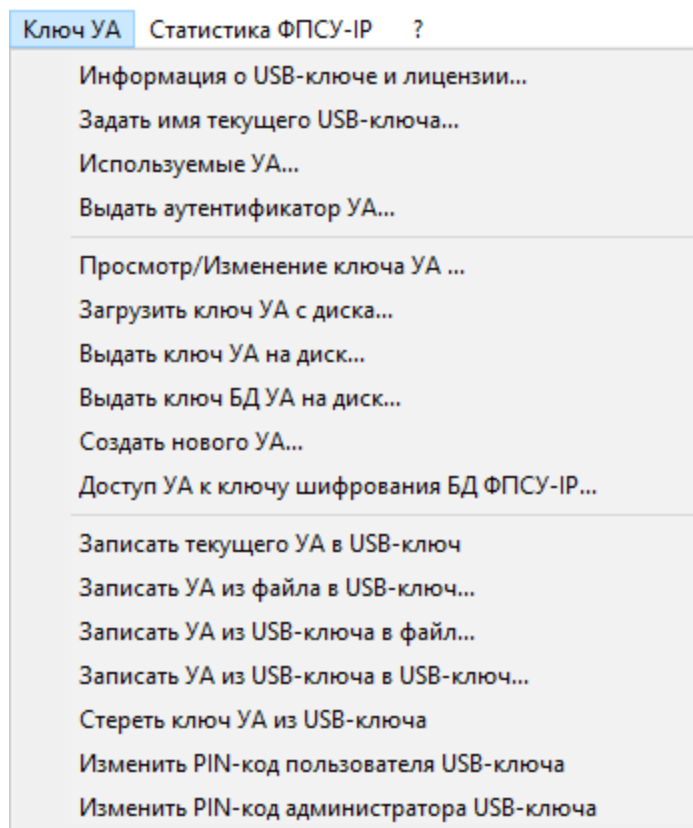 Ключ УА Статистика ФПСУ-IP ?
Информация о USB-ключе и лицензии...
Задать имя текущего USB-ключа...
Используемые УА...
Выдать аутентификатор УА...
Просмотр/Изменение ключа УА ...
Загрузить ключ УА с диска...
Выдать ключ УА на диск...
Выдать ключ БД УА на диск...
Создать нового УА...
Доступ УА к ключу шифрования БД ФПСУ-IP...
Записать текущего УА в USB-ключ
Записать УА из файла в USB-ключ...
Записать УА из USB-ключа в файл...
Записать УА из USB-ключа в USB-ключ...
Стереть ключ УА из USB-ключа
Изменить PIN-код пользователя USB-ключа
Изменить PIN-код администратора USB-ключа